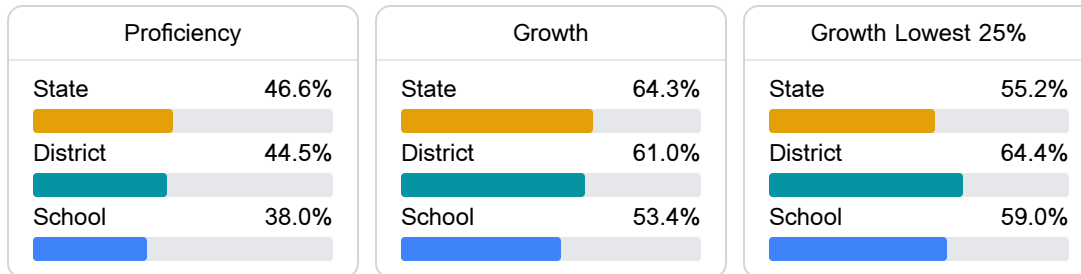 Proficiency
State 46.6%
District 44.5%
School 38.0%
Growth
State 64.3%
District 61.0%
School 53.4%
Growth Lowest 25%
State 55.2%
District 64.4%
School 59.0%